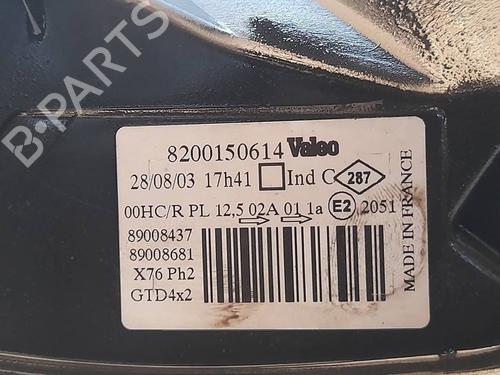 B-PARTS
8200150614 Valeo
28/08/03 17h41 Ind C 287
00HC/R PL 12,5 02A 01 1a E2 2051
89008437
89008681
X76 Ph2
GTD4x2
MADE IN FRANCE